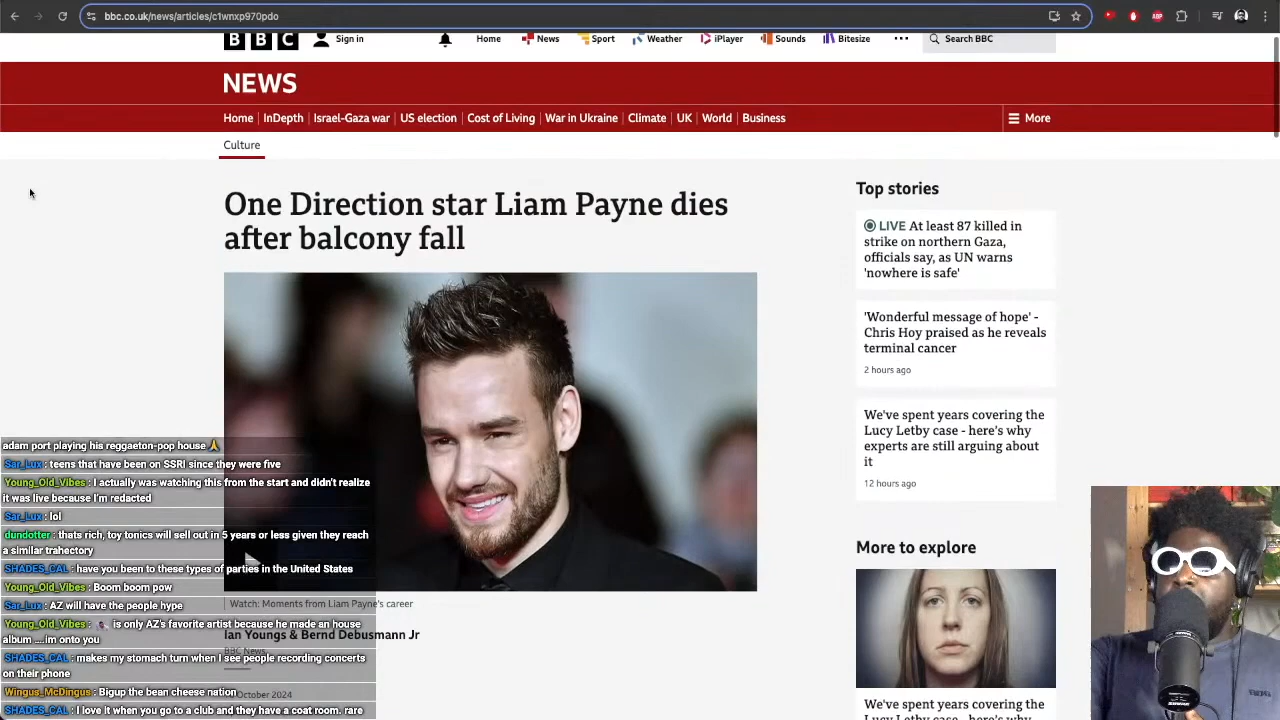 bbc.co.uk/news/articles/c1wnxp970pdo
BBC
Sign in
Home
News
Sport
Weather
iPlayer
Sounds
Bitesize
Search BBC
NEWS
Home
InDepth
Israel-Gaza war
US election
Cost of Living
War in Ukraine
Climate
UK
World
Business
More
Culture
One Direction star Liam Payne dies
after balcony fall
Watch: Moments from Liam Payne's career
Ian Youngs & Bernd Debusmann Jr
BBC News
October 2024
Top stories
LIVE At least 87 killed in
strike on northern Gaza,
officials say, as UN warns
'nowhere is safe'
'Wonderful message of hope' -
Chris Hoy praised as he reveals
terminal cancer
2 hours ago
We've spent years covering the
Lucy Letby case - here's why
experts are still arguing about
it
12 hours ago
More to explore
We've spent years covering the
Lucy Letby case - here's why
adam port playing his reggaeton-pop house 🙏
Sar_Lux : teens that have been on SSRI since they were five
Young_Old_Vibes : I actually was watching this from the start and didn't realize
it was live because I'm redacted
Sar_Lux : lol
dundotter : thats rich, toy tonics will sell out in 5 years or less given they reach
a similar trahectory
SHADES_CAL : have you been to these types of parties in the United States
Young_Old_Vibes : Boom boom pow
Sar_Lux : AZ will have the people hype
Young_Old_Vibes : is only AZ's favorite artist because he made an house
album ....im onto you
SHADES_CAL : makes my stomach turn when I see people recording concerts
on their phone
Wingus_McDingus : Bigup the bean cheese nation
SHADES_CAL : I love it when you go to a club and they have a coat room. rare